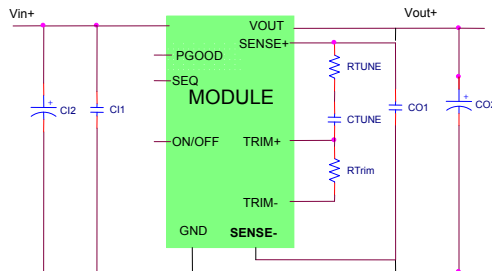 Vin+
Vout+
VOUT
PGOOD
SENSE+
SEQ
RTUNE
MODULE
CI2
CI1
CTUNE
CO1
ON/OFF
TRIM+
RTrim
TRIM-
GND
SENSE-